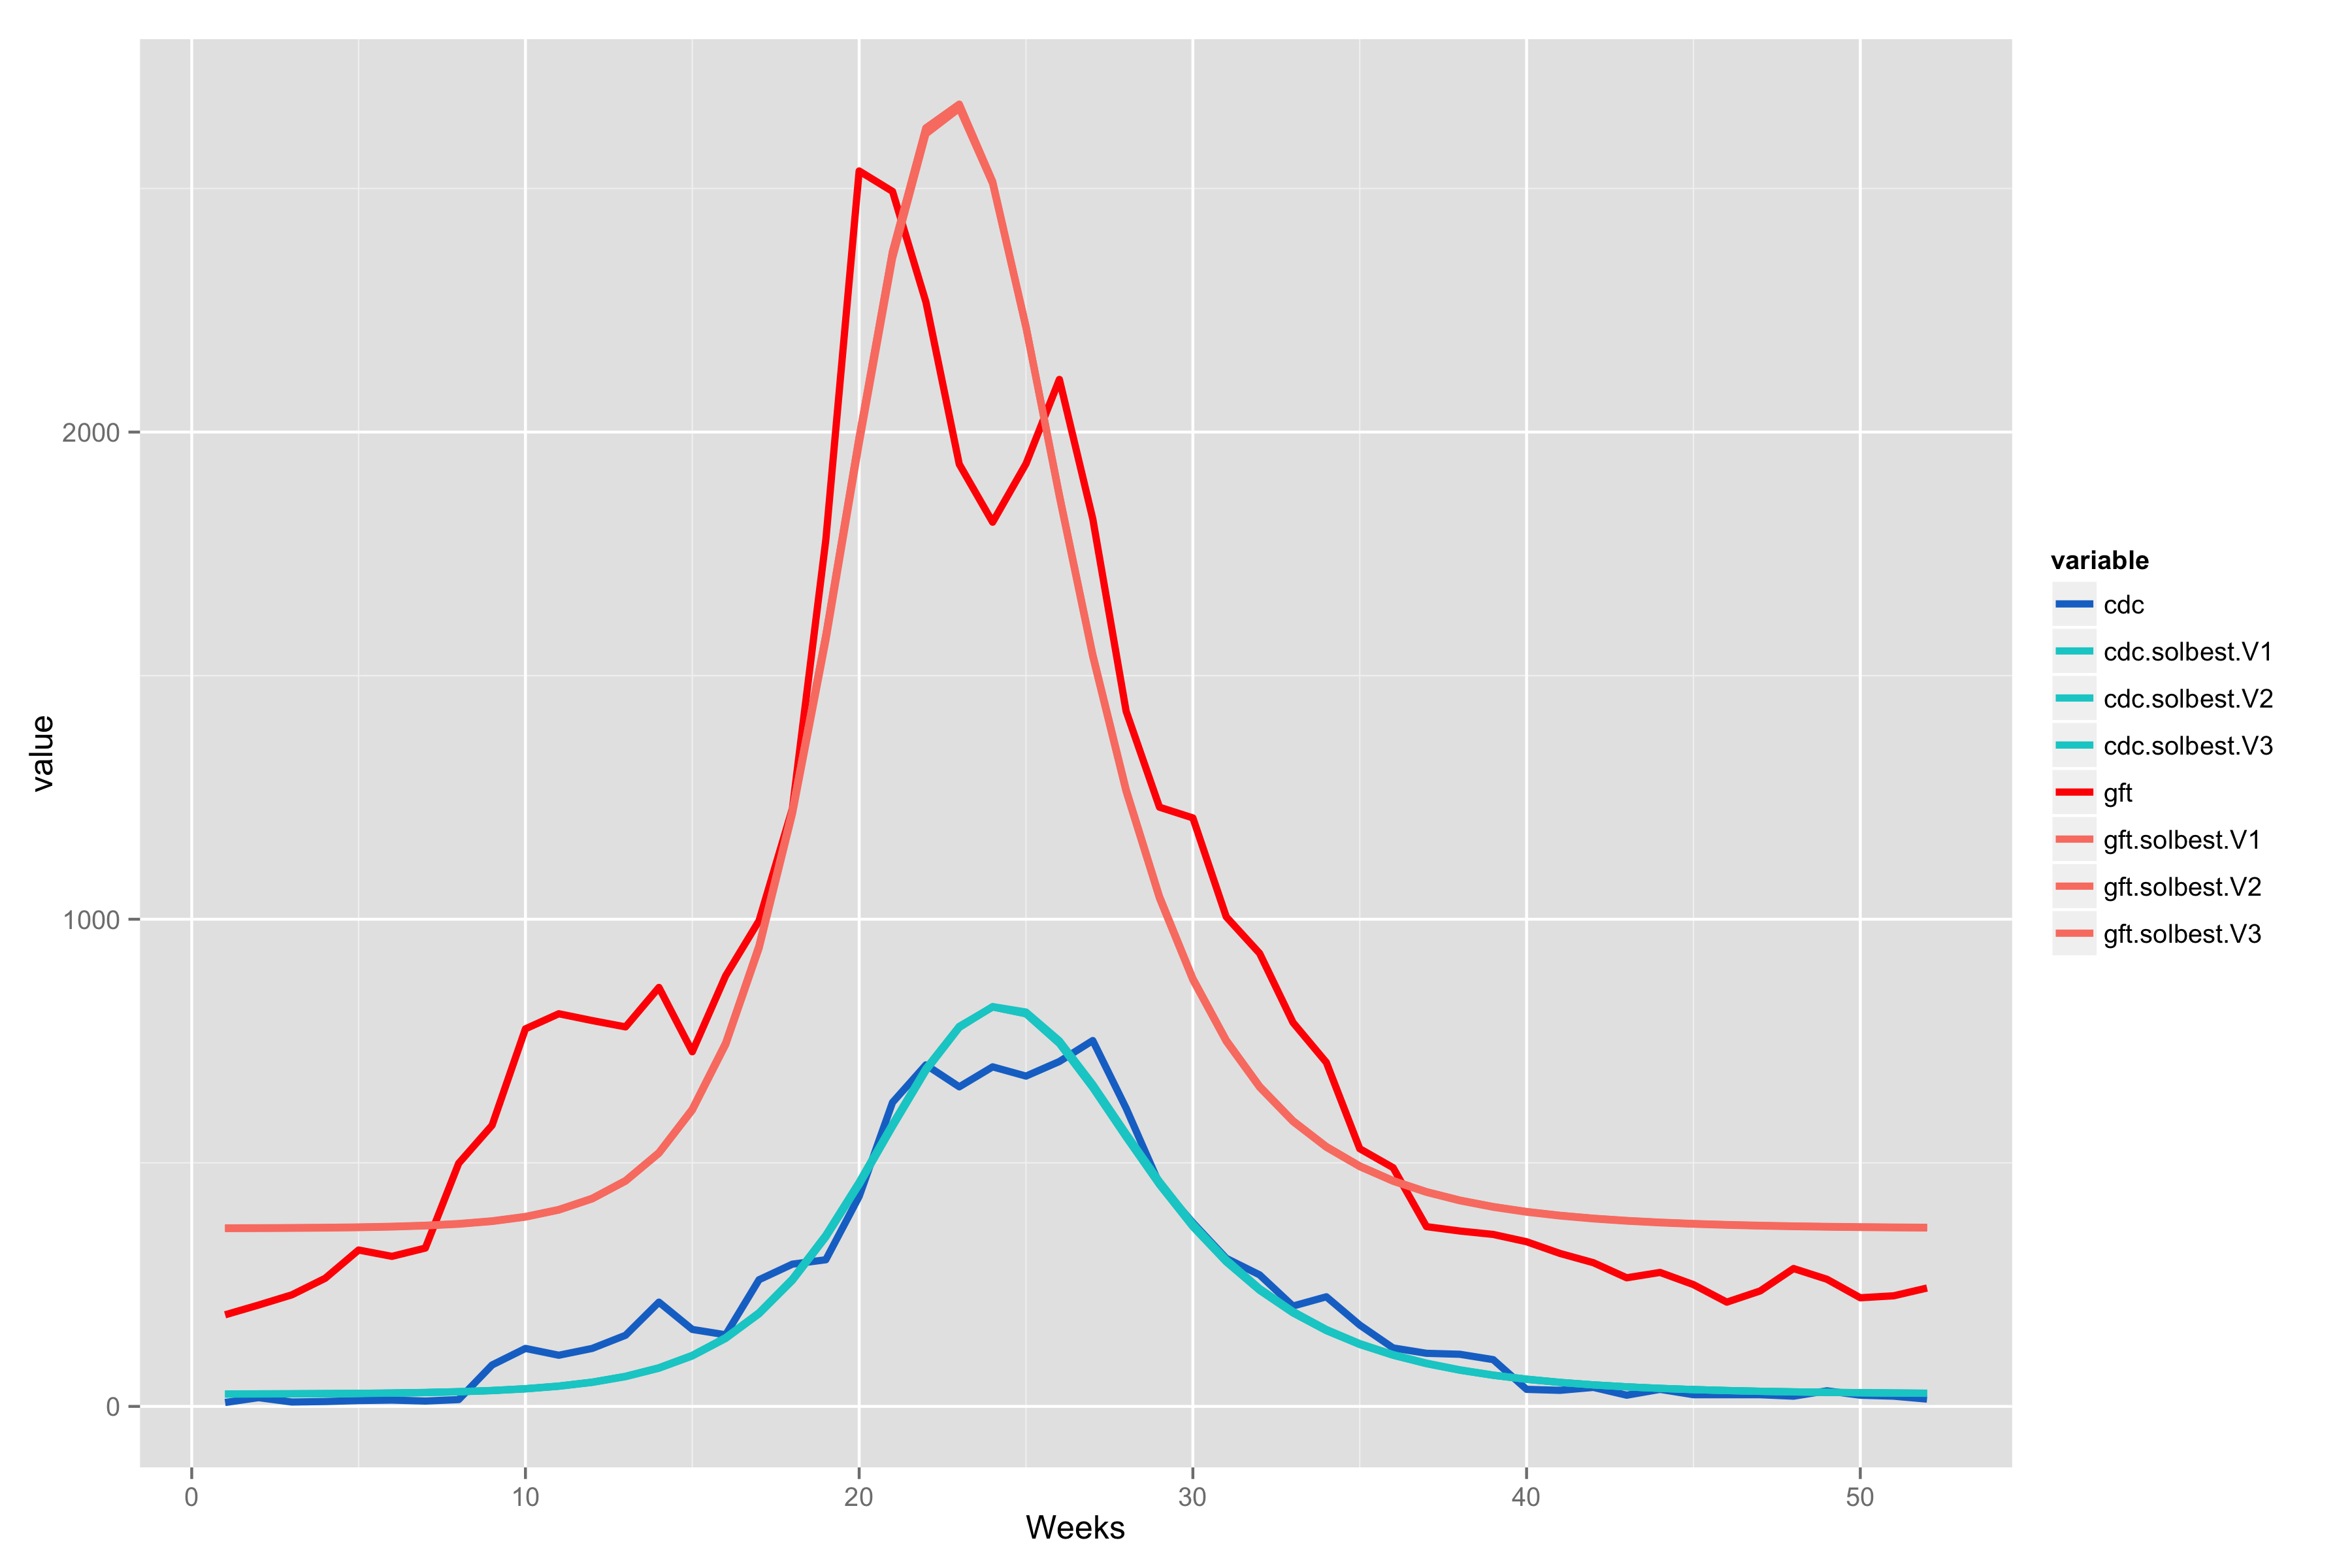 value
2000
1000
0
0 10 20 30 40 50
Weeks
variable
cdc
cdc.solbest.V1
cdc.solbest.V2
cdc.solbest.V3
gft
gft.solbest.V1
gft.solbest.V2
gft.solbest.V3